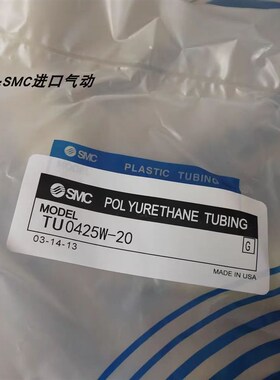 SMC进口气动
PLASTIC TUBING
SMC POLYURETHANE TUBING
MODEL
TU0425W-20
G
03-14-13
MADE IN USA